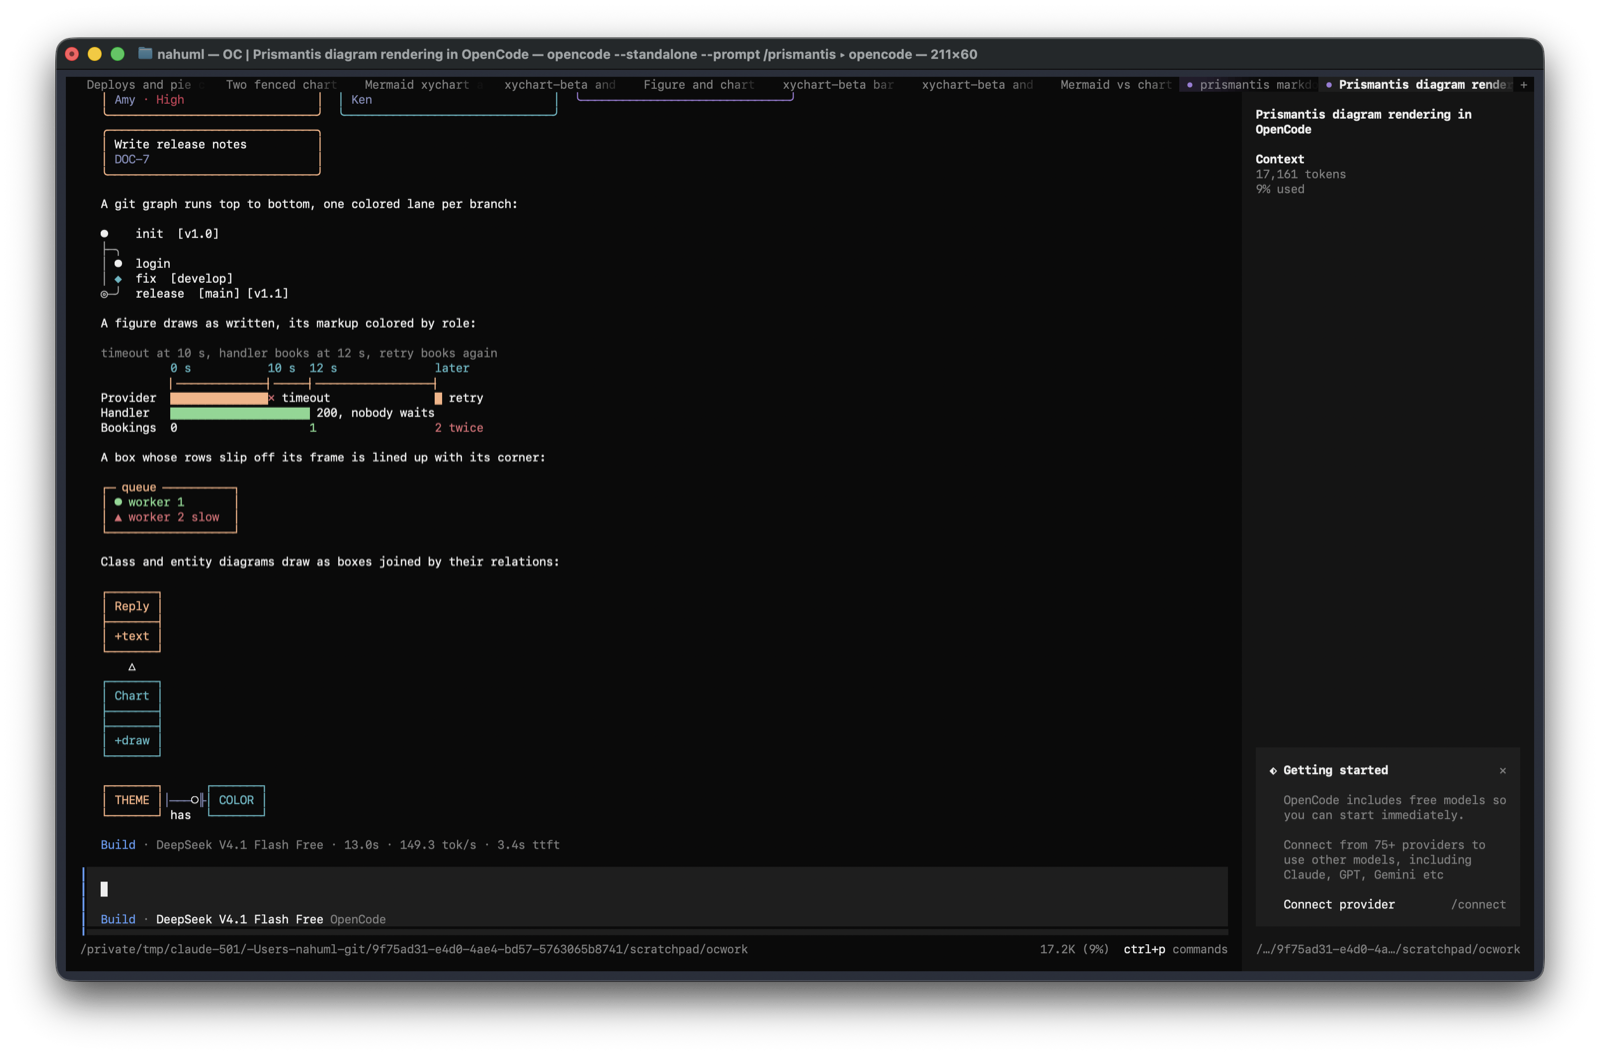 nahuml — OC | Prismantis diagram rendering in OpenCode — opencode --standalone --prompt /prismantis ▸ opencode — 211×60
Deploys and pie c Two fenced chart Mermaid xychart xychart-beta and Figure and chart xychart-beta bar xychart-beta and Mermaid vs chart prismantis markd Prismantis diagram rende +
Amy · High Ken
Write release notes
DOC-7
A git graph runs top to bottom, one colored lane per branch:
init [v1.0]
login
fix [develop]
release [main] [v1.1]
A figure draws as written, its markup colored by role:
timeout at 10 s, handler books at 12 s, retry books again
0 s 10 s 12 s later
Provider × timeout retry
Handler 200, nobody waits
Bookings 0 1 2 twice
A box whose rows slip off its frame is lined up with its corner:
queue
● worker 1
▲ worker 2 slow
Class and entity diagrams draw as boxes joined by their relations:
Reply
+text
Chart
+draw
THEME COLOR
has
Build · DeepSeek V4.1 Flash Free · 13.0s · 149.3 tok/s · 3.4s ttft
Build · DeepSeek V4.1 Flash Free OpenCode
/private/tmp/claude-501/-Users-nahuml-git/9f75ad31-e4d0-4ae4-bd57-5763065b8741/scratchpad/ocwork 17.2K (9%) ctrl+p commands
Prismantis diagram rendering in
OpenCode
Context
17,161 tokens
9% used
Getting started ×
OpenCode includes free models so
you can start immediately.
Connect from 75+ providers to
use other models, including
Claude, GPT, Gemini etc
Connect provider /connect
/…/9f75ad31-e4d0-4a…/scratchpad/ocwork